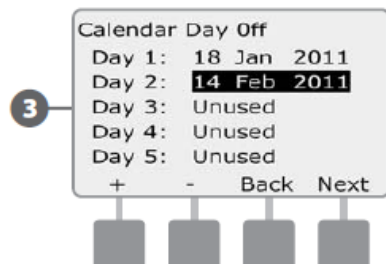 Calendar Day Off
Day 1: 18 Jan 2011
Day 2: 14 Feb 2011
3
Day 3: Unused
Day 4: Unused
Day 5: Unused
+ - Back Next